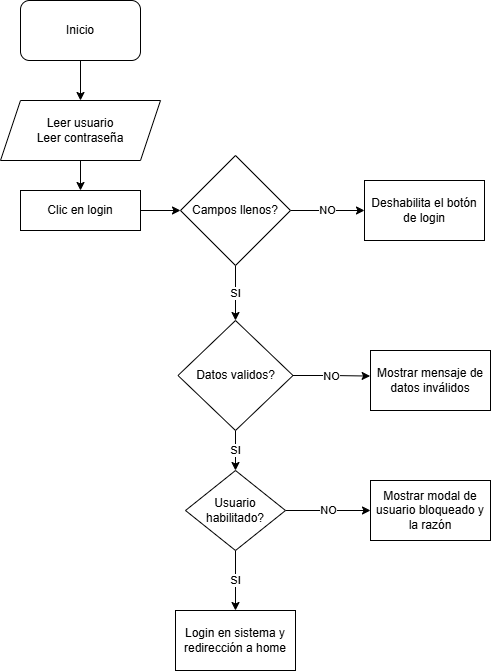 Inicio
Leer usuario
Leer contraseña
Clic en login
Campos llenos?
NO
Deshabilita el botón
de login
SI
Datos validos?
NO
Mostrar mensaje de
datos inválidos
SI
Usuario
habilitado?
NO
Mostrar modal de
usuario bloqueado y
la razón
SI
Login en sistema y
redirección a home